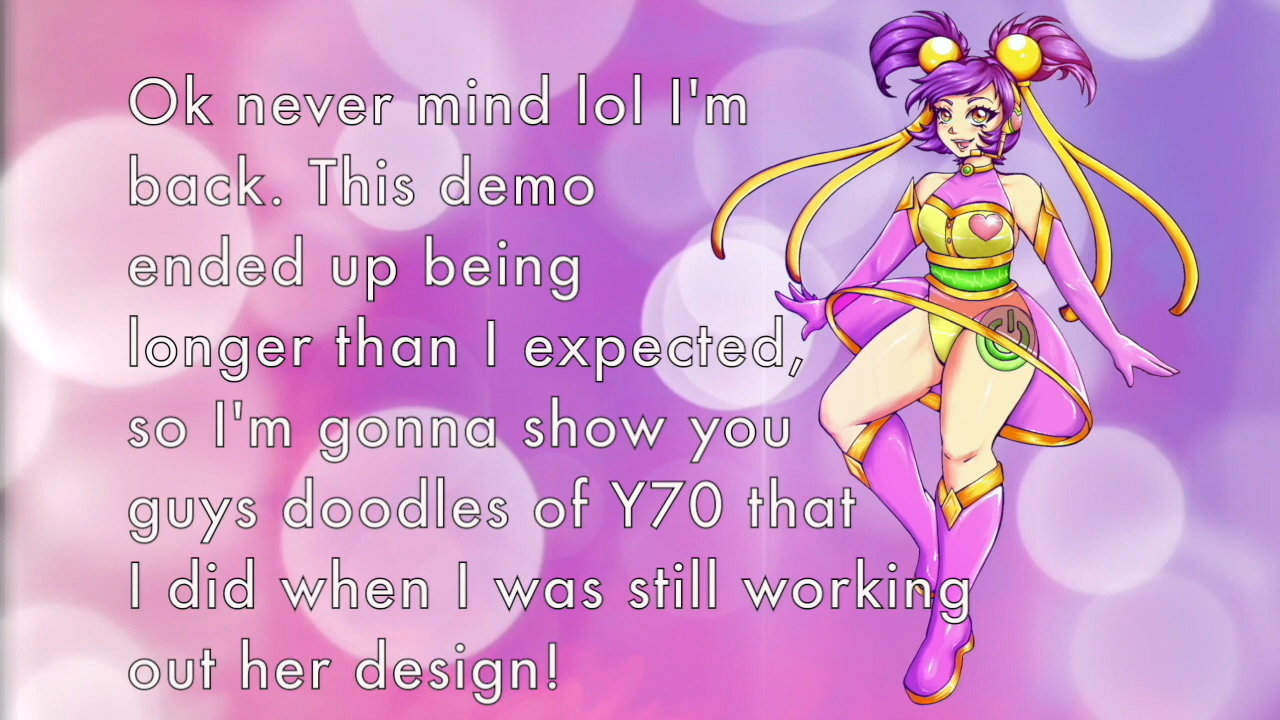 Ok never mind lol I'm
back. This demo
ended up being
longer than I expected,
so I'm gonna show you
guys doodles of Y70 that
I did when I was still working
out her design!